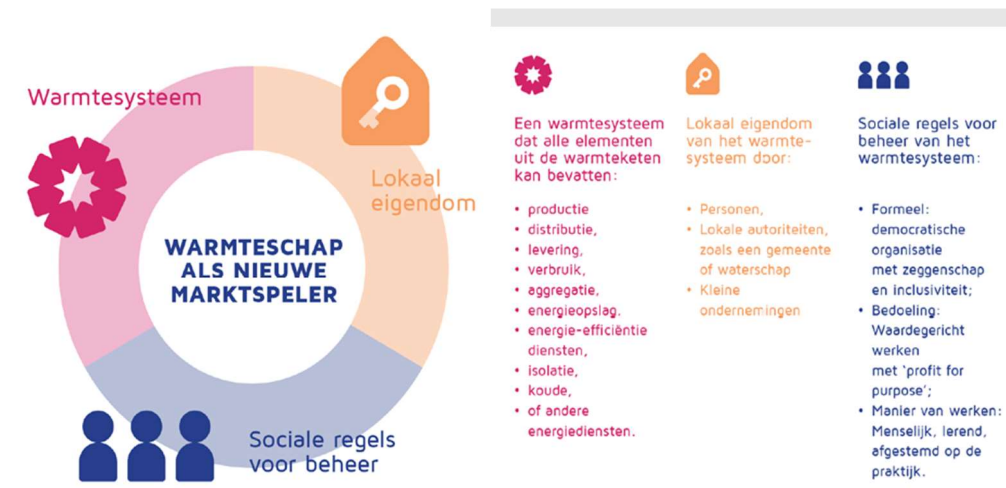 Warmtesysteem
Lokaal
eigendom
WARMTESCHAP
ALS NIEUWE
MARKTSPELER
Sociale regels
voor beheer
Een warmtesysteem
dat alle elementen
uit de warmteketen
kan bevatten:
• productie
• distributie,
• levering,
• verbruik,
• aggregatie,
• energieopslag,
• energie-efficiëntie
diensten,
• isolatie,
• koude,
• of andere
energiediensten.
Lokaal eigendom
van het warmte-
systeem door:
• Personen,
• Lokale autoriteiten,
zoals een gemeente
of waterschap
• Kleine
ondernemingen
Sociale regels voor
beheer van het
warmtesysteem:
• Formeel:
democratische
organisatie
met zeggenschap
en inclusiviteit;
• Bedoeling:
Waardegericht
werken
met ‘profit for
purpose’;
• Manier van werken:
Menselijk, lerend,
afgestemd op de
praktijk.